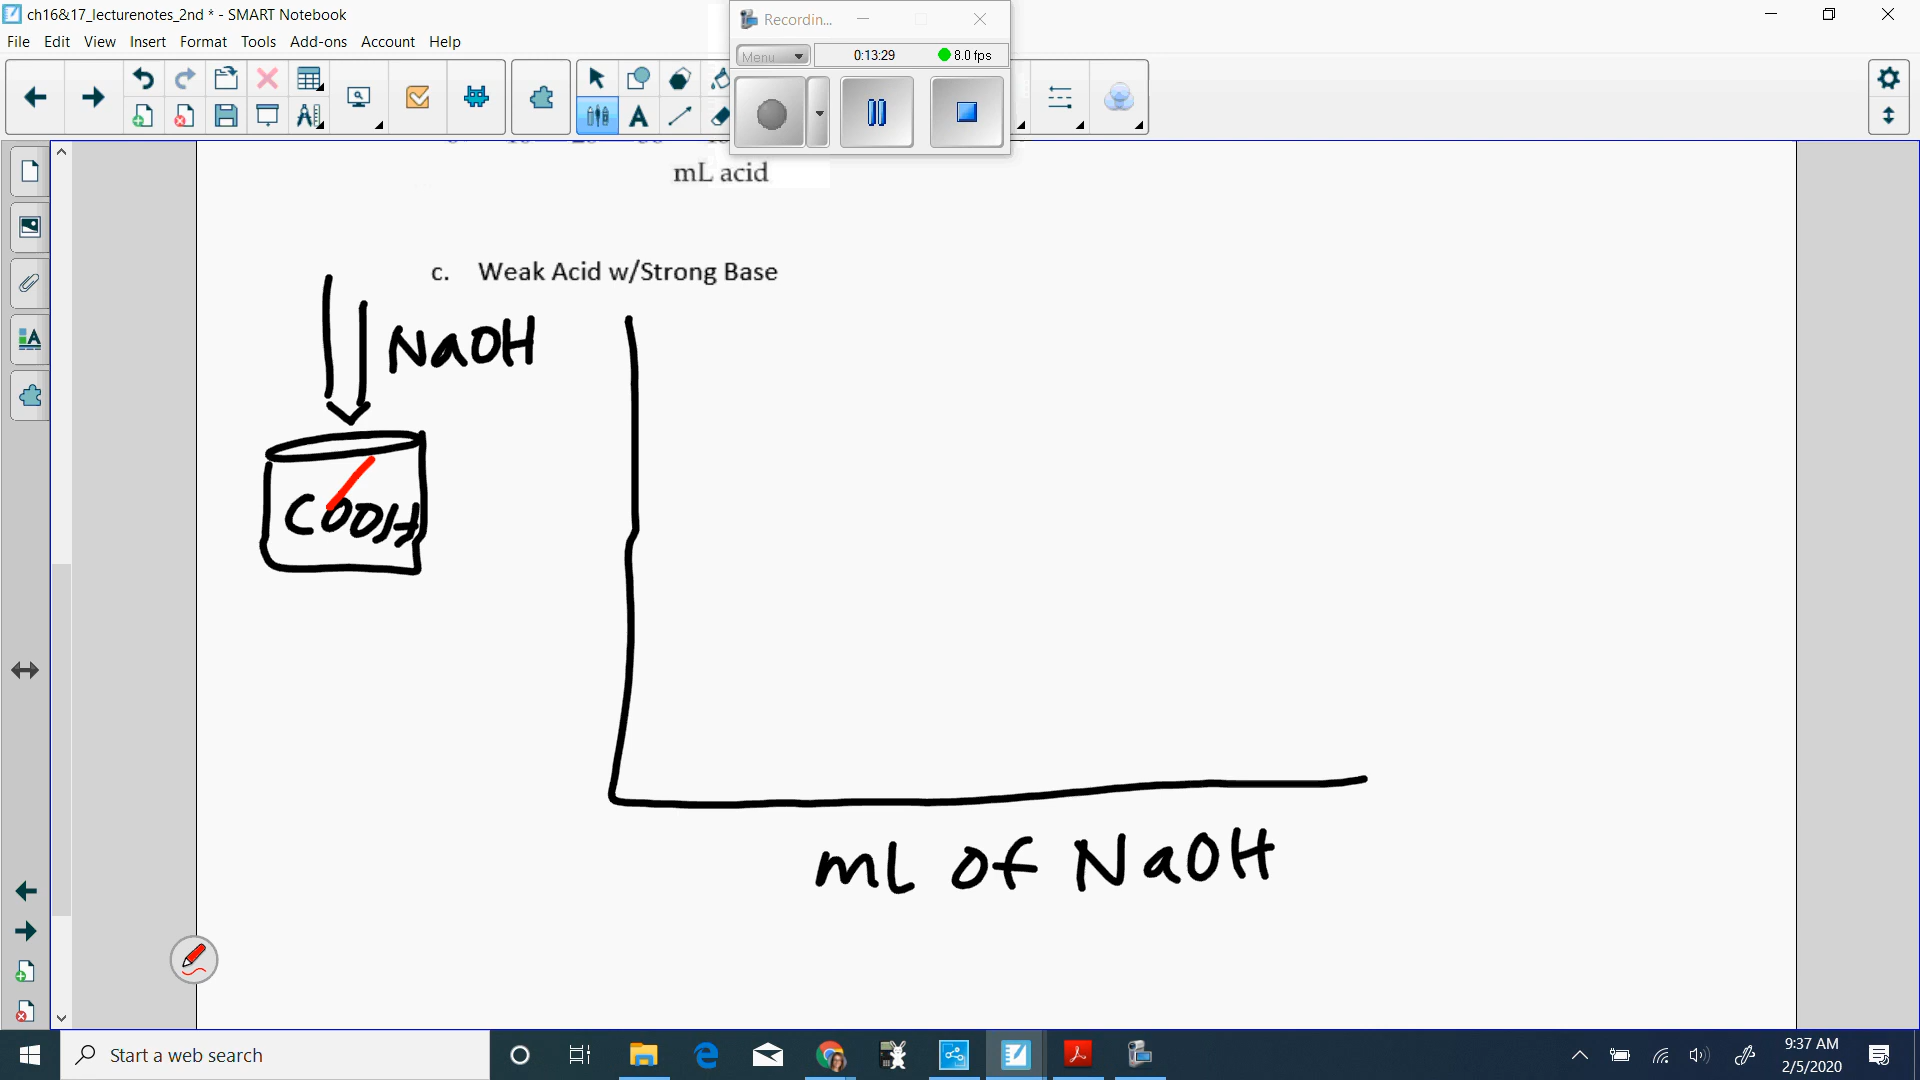 ch16&17_lecturenotes_2nd * - SMART Notebook
File Edit View Insert Format Tools Add-ons Account Help
Recordin...
Menu
0:13:29
8.0 fps
mL acid
c. Weak Acid w/Strong Base
NaOH
COOH
mL of NaOH
Start a web search
9:37 AM
2/5/2020